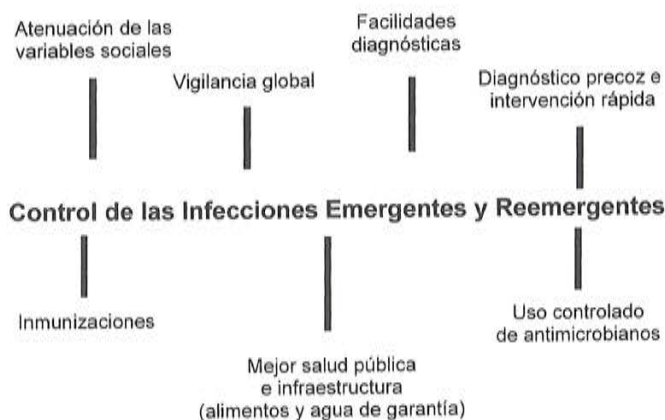 Atenuación de las
variables sociales
Vigilancia global
Facilidades
diagnósticas
Diagnóstico precoz e
intervención rápida
Control de las Infecciones Emergentes y Reemergentes
Inmunizaciones
Mejor salud pública
e infraestructura
(alimentos y agua de garantía)
Uso controlado
de antimicrobianos